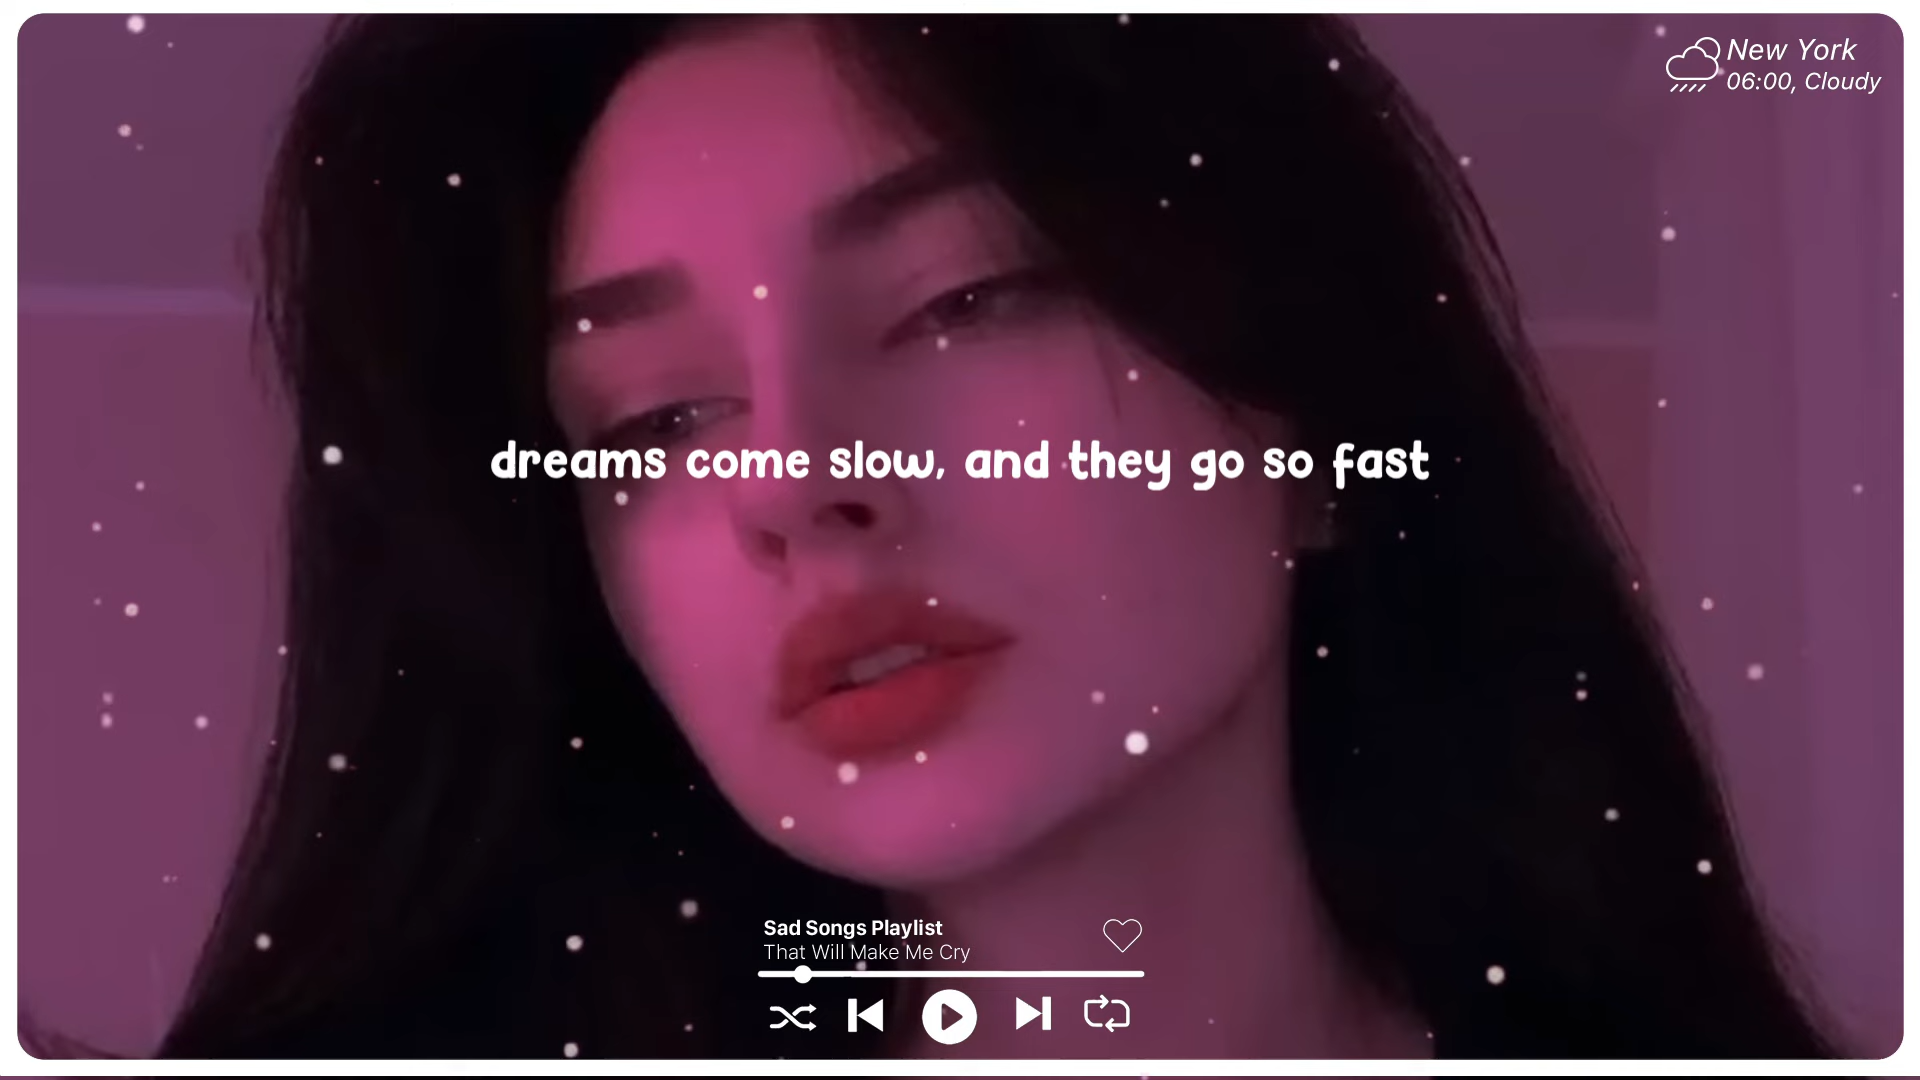 New York
06:00, Cloudy
dreams come slow, and they go so fast
Sad Songs Playlist
That Will Make Me Cry